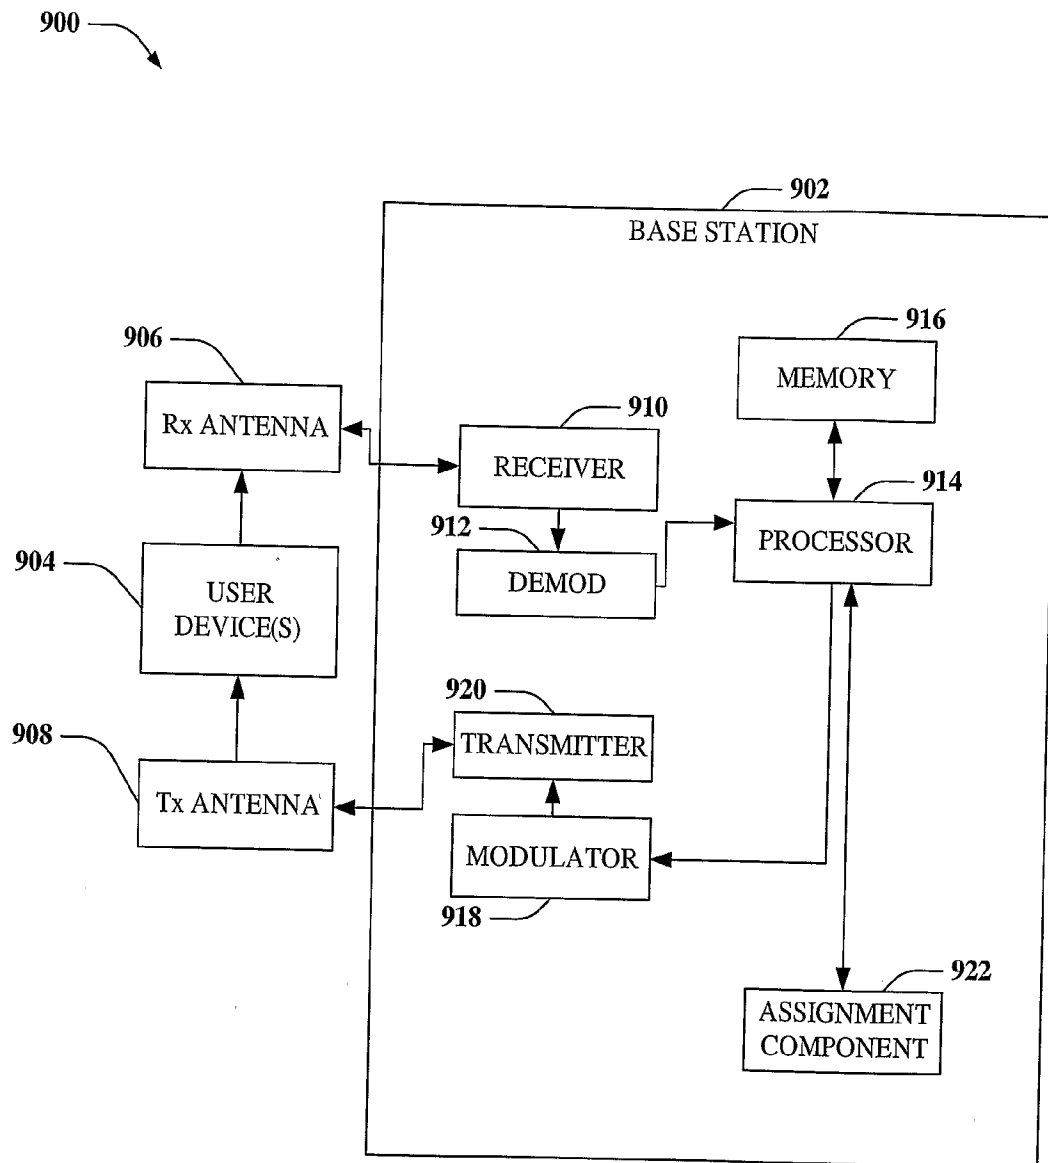 900
902
BASE STATION
906
Rx ANTENNA
916
MEMORY
910
RECEIVER
914
PROCESSOR
912
DEMOD
904
USER
DEVICE(S)
920
TRANSMITTER
908
Tx ANTENNA
MODULATOR
918
922
ASSIGNMENT
COMPONENT